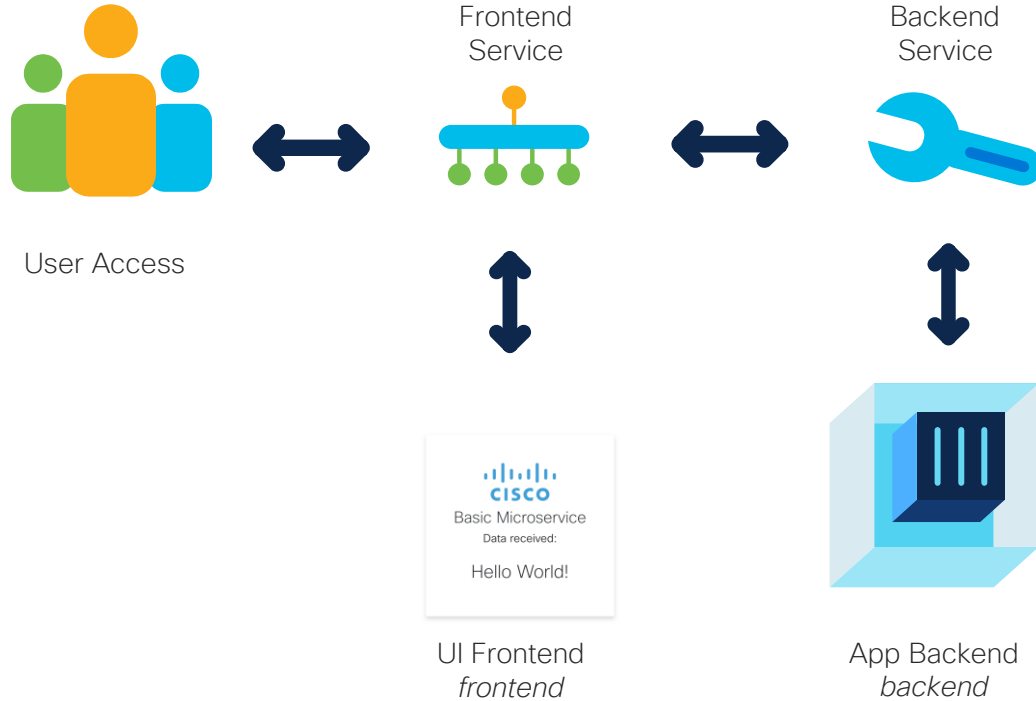 Frontend
Service
Backend
Service
User Access
CISCO
Basic Microservice
Data received:
Hello World!
UI Frontend
frontend
App Backend
backend